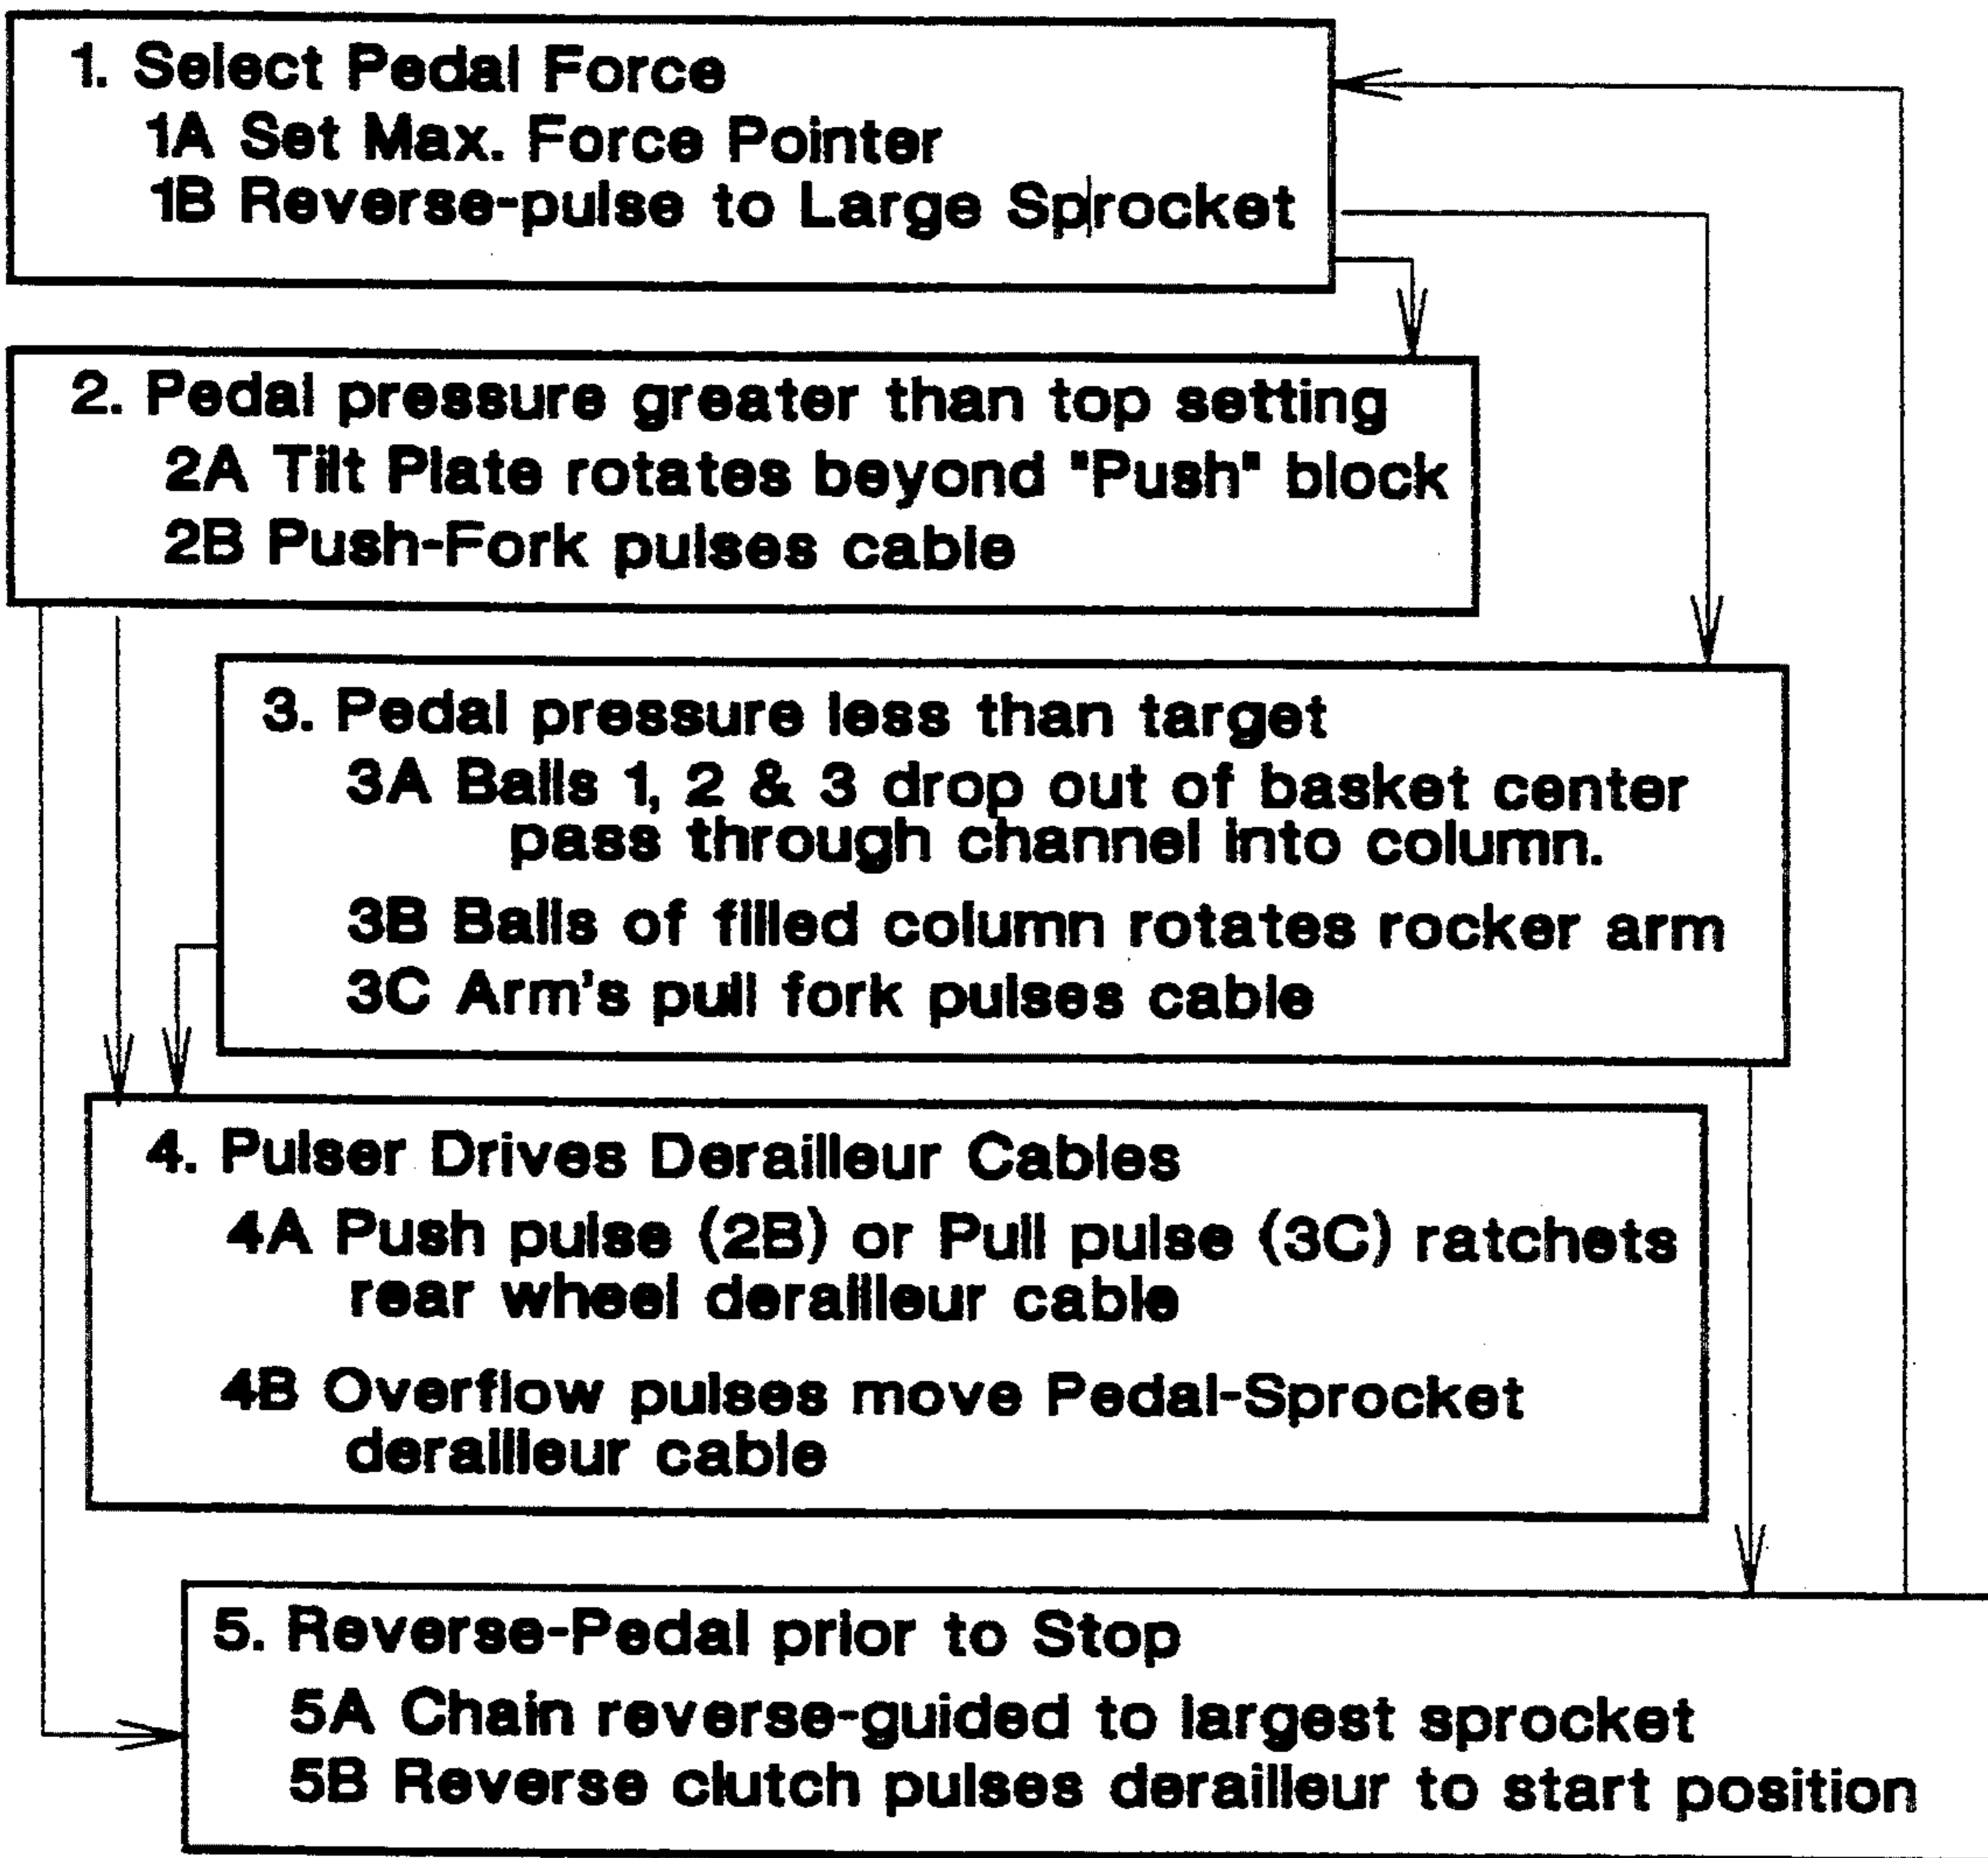 1. Select Pedal Force
1A Set Max. Force Pointer
1B Reverse-pulse to Large Sprocket
2. Pedal pressure greater than top setting
2A Tilt Plate rotates beyond "Push" block
2B Push-Fork pulses cable
3. Pedal pressure less than target
3A Balls 1, 2 & 3 drop out of basket center
pass through channel into column.
3B Balls of filled column rotates rocker arm
3C Arm's pull fork pulses cable
4. Pulser Drives Derailleur Cables
4A Push pulse (2B) or Pull pulse (3C) ratchets
rear wheel derailleur cable
4B Overflow pulses move Pedal-Sprocket
derailleur cable
5. Reverse-Pedal prior to Stop
5A Chain reverse-guided to largest sprocket
5B Reverse clutch pulses derailleur to start position